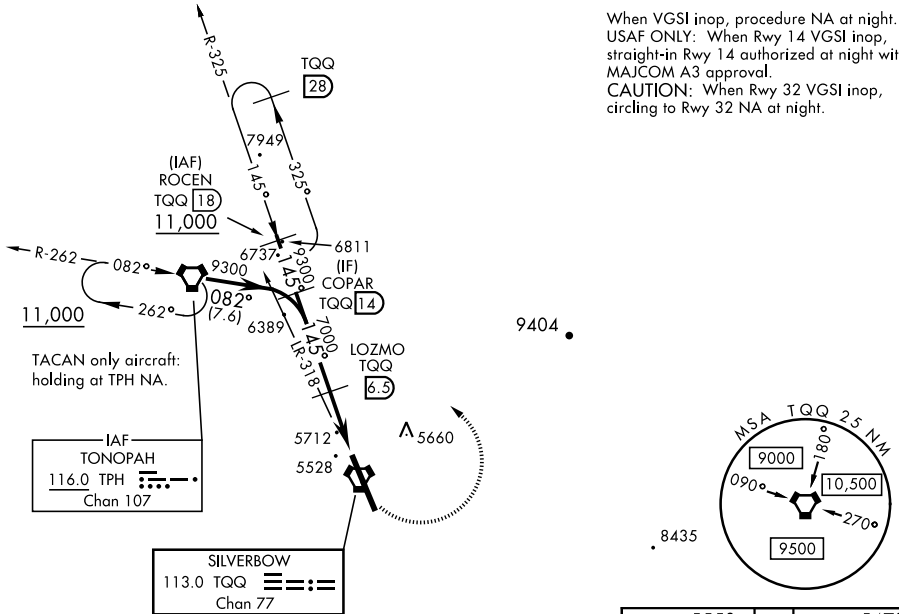 When VGSI inop, procedure NA at night.
USAF ONLY: When Rwy 14 VGSI inop,
straight-in Rwy 14 authorized at night wit
MAJCOM A3 approval.
CAUTION: When Rwy 32 VGSI inop,
circling to Rwy 32 NA at night.
R-325
TQQ
28
7949
145°
325°
(IAF)
ROCEN
TQQ 18
11,000
6811
6737
9300
145°
(IF)
COPAR
TQQ 14
R-262
082°
9300
082°
(7.6)
262°
11,000
6389
7000
145°
LR-318
9404
TACAN only aircraft:
holding at TPH NA.
LOZMO
TQQ
6.5
5712
5660
5528
IAF
TONOPAH
116.0 TPH
Chan 107
SILVERBOW
113.0 TQQ
Chan 77
8435
MSA TQQ 25 NM
180°
9000
090°
10,500
270°
9500